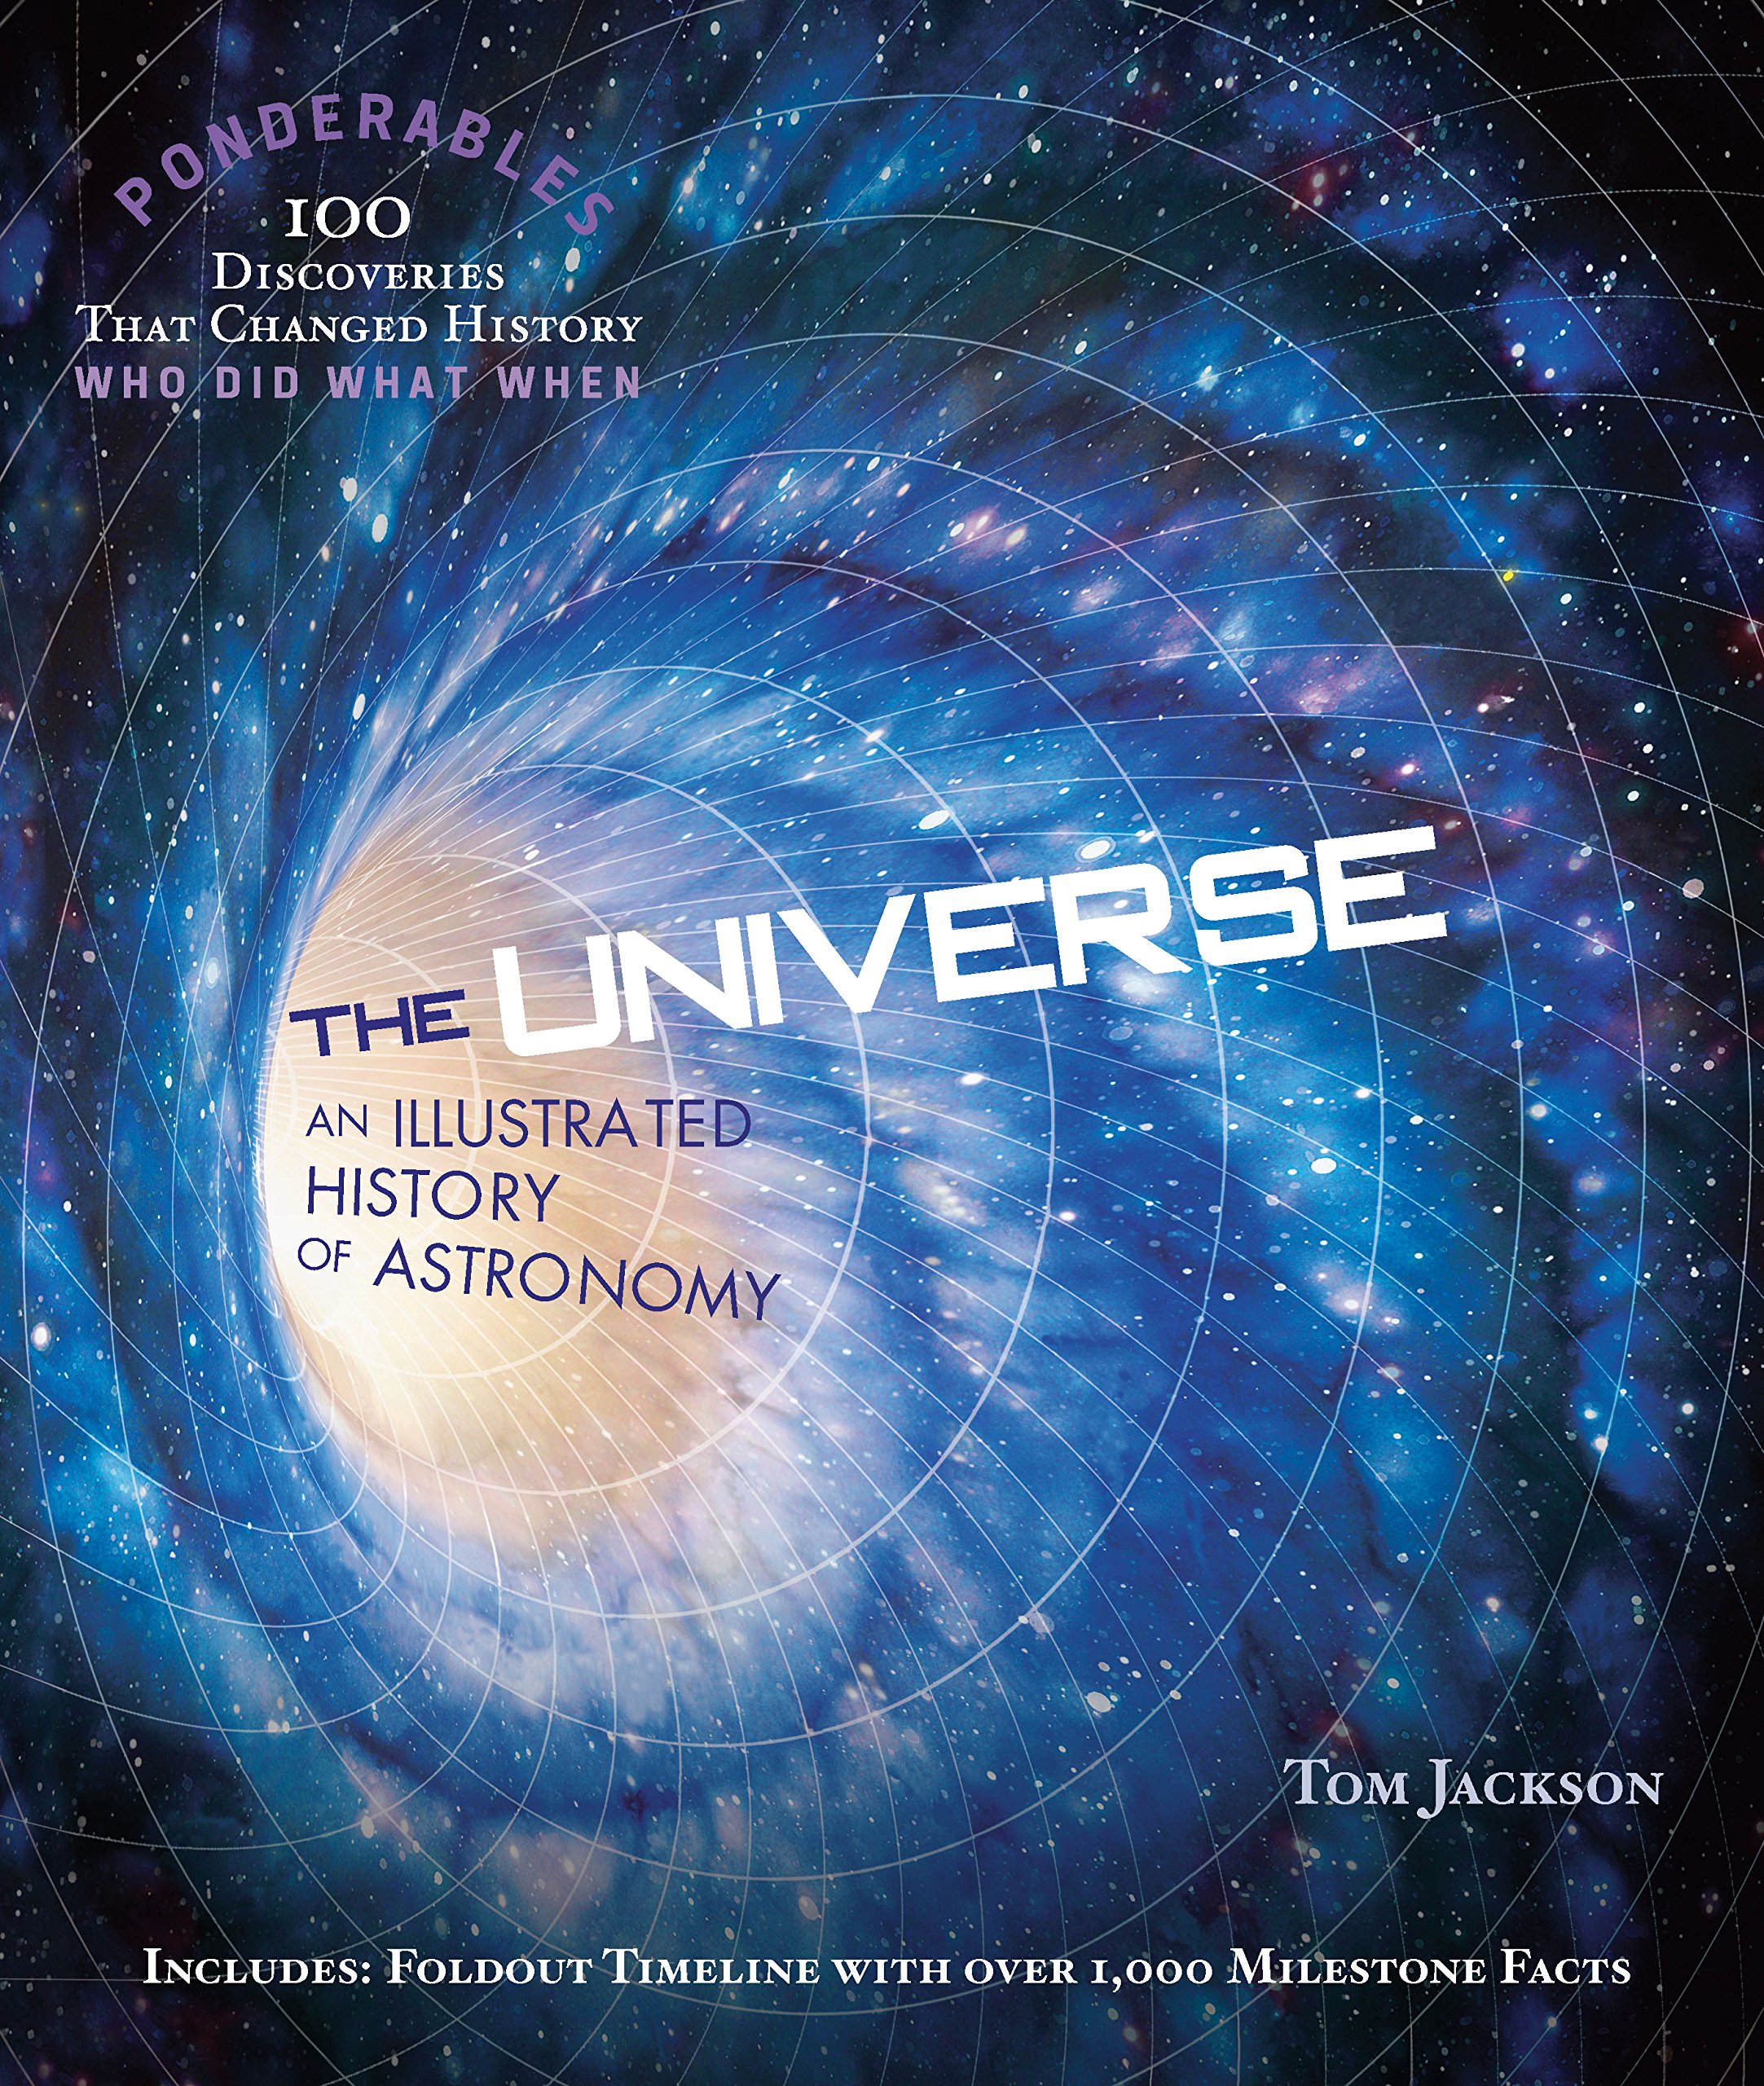 PONDERABLES
100
DISCOVERIES
THAT CHANGED HISTORY
WHO DID WHAT WHEN
THE UNIVERSE
AN ILLUSTRATED
HISTORY
OF ASTRONOMY
TOM JACKSON
INCLUDES: FOLDOUT TIMELINE WITH OVER 1,000 MILESTONE FACTS